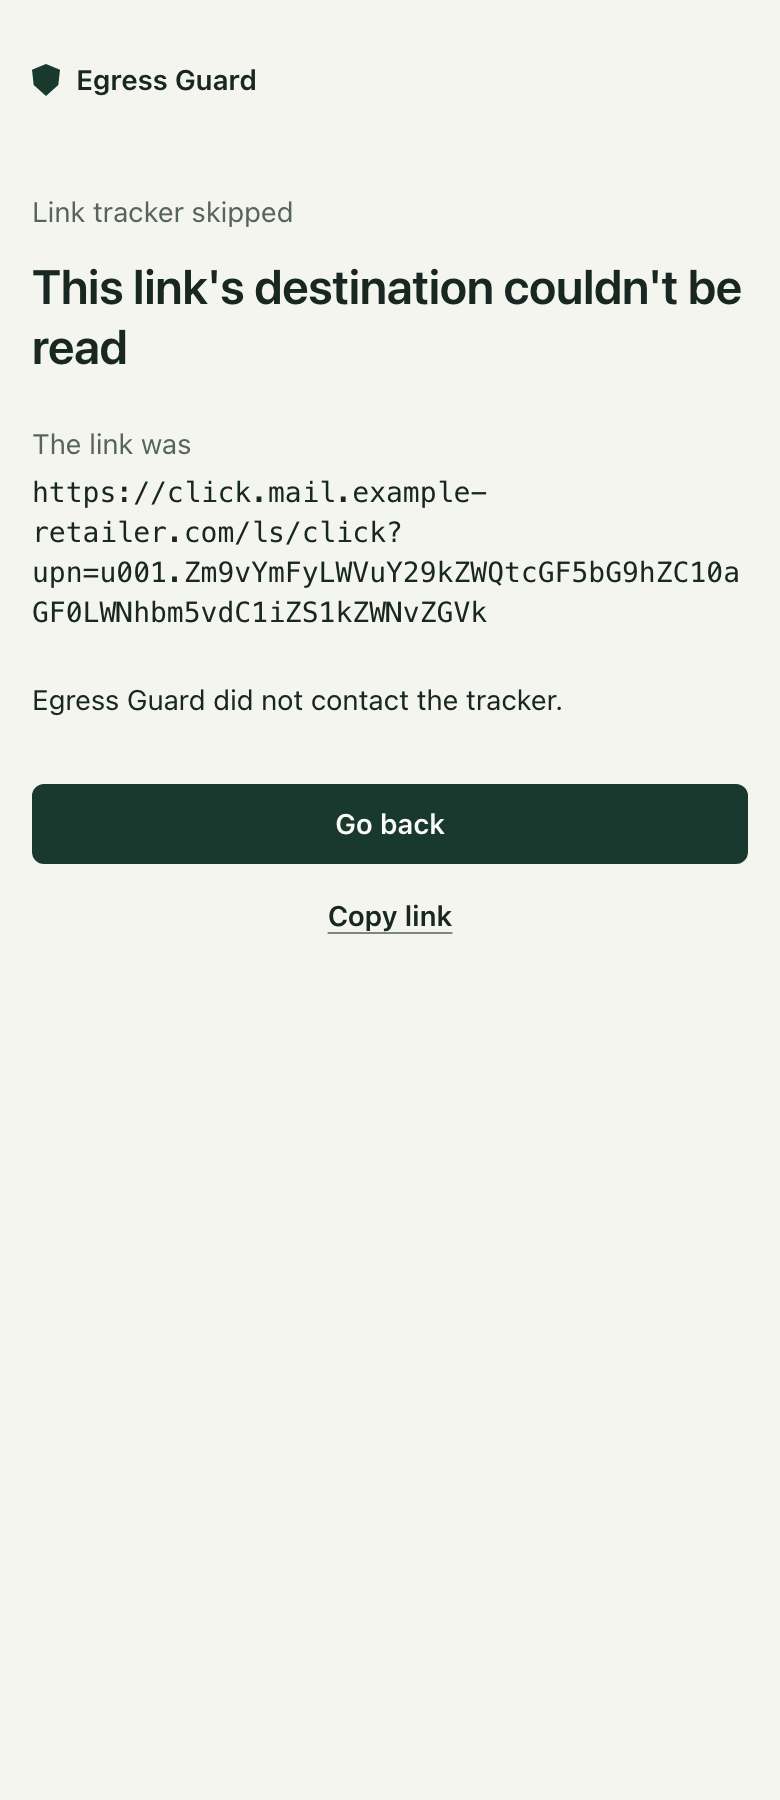 Egress Guard
Link tracker skipped
This link's destination couldn't be
read
The link was
https://click.mail.example-
retailer.com/ls/click?
upn=u001.Zm9vYmFyLWVuY29kZWQtcGF5bG9hZC10a
GF0LWNhbm5vdC1iZS1kZWNvZGVk
Egress Guard did not contact the tracker.
Go back
Copy link